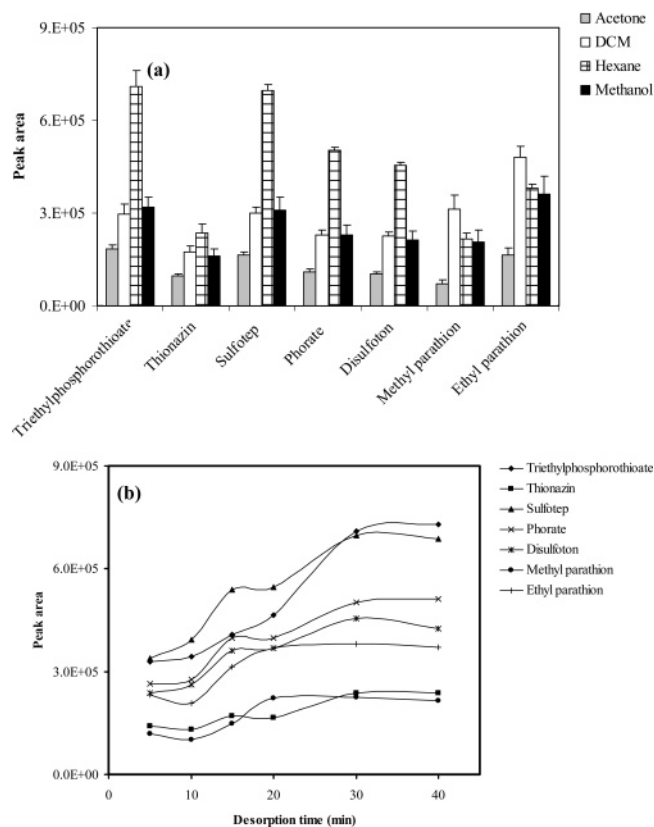 Acetone
DCM
Hexane
Methanol
(a)
9.E+05
6.E+05
3.E+05
0.E+00
Peak area
Triethylphosphorothioate
Thionazin
Sulfotep
Phorate
Disulfoton
Methyl parathion
Ethyl parathion
(b)
9.0E+05
6.0E+05
3.0E+05
0.0E+00
Peak area
0 10 20 30 40
Desorption time (min)
Triethylphosphorothioate
Thionazin
Sulfotep
Phorate
Disulfoton
Methyl parathion
Ethyl parathion